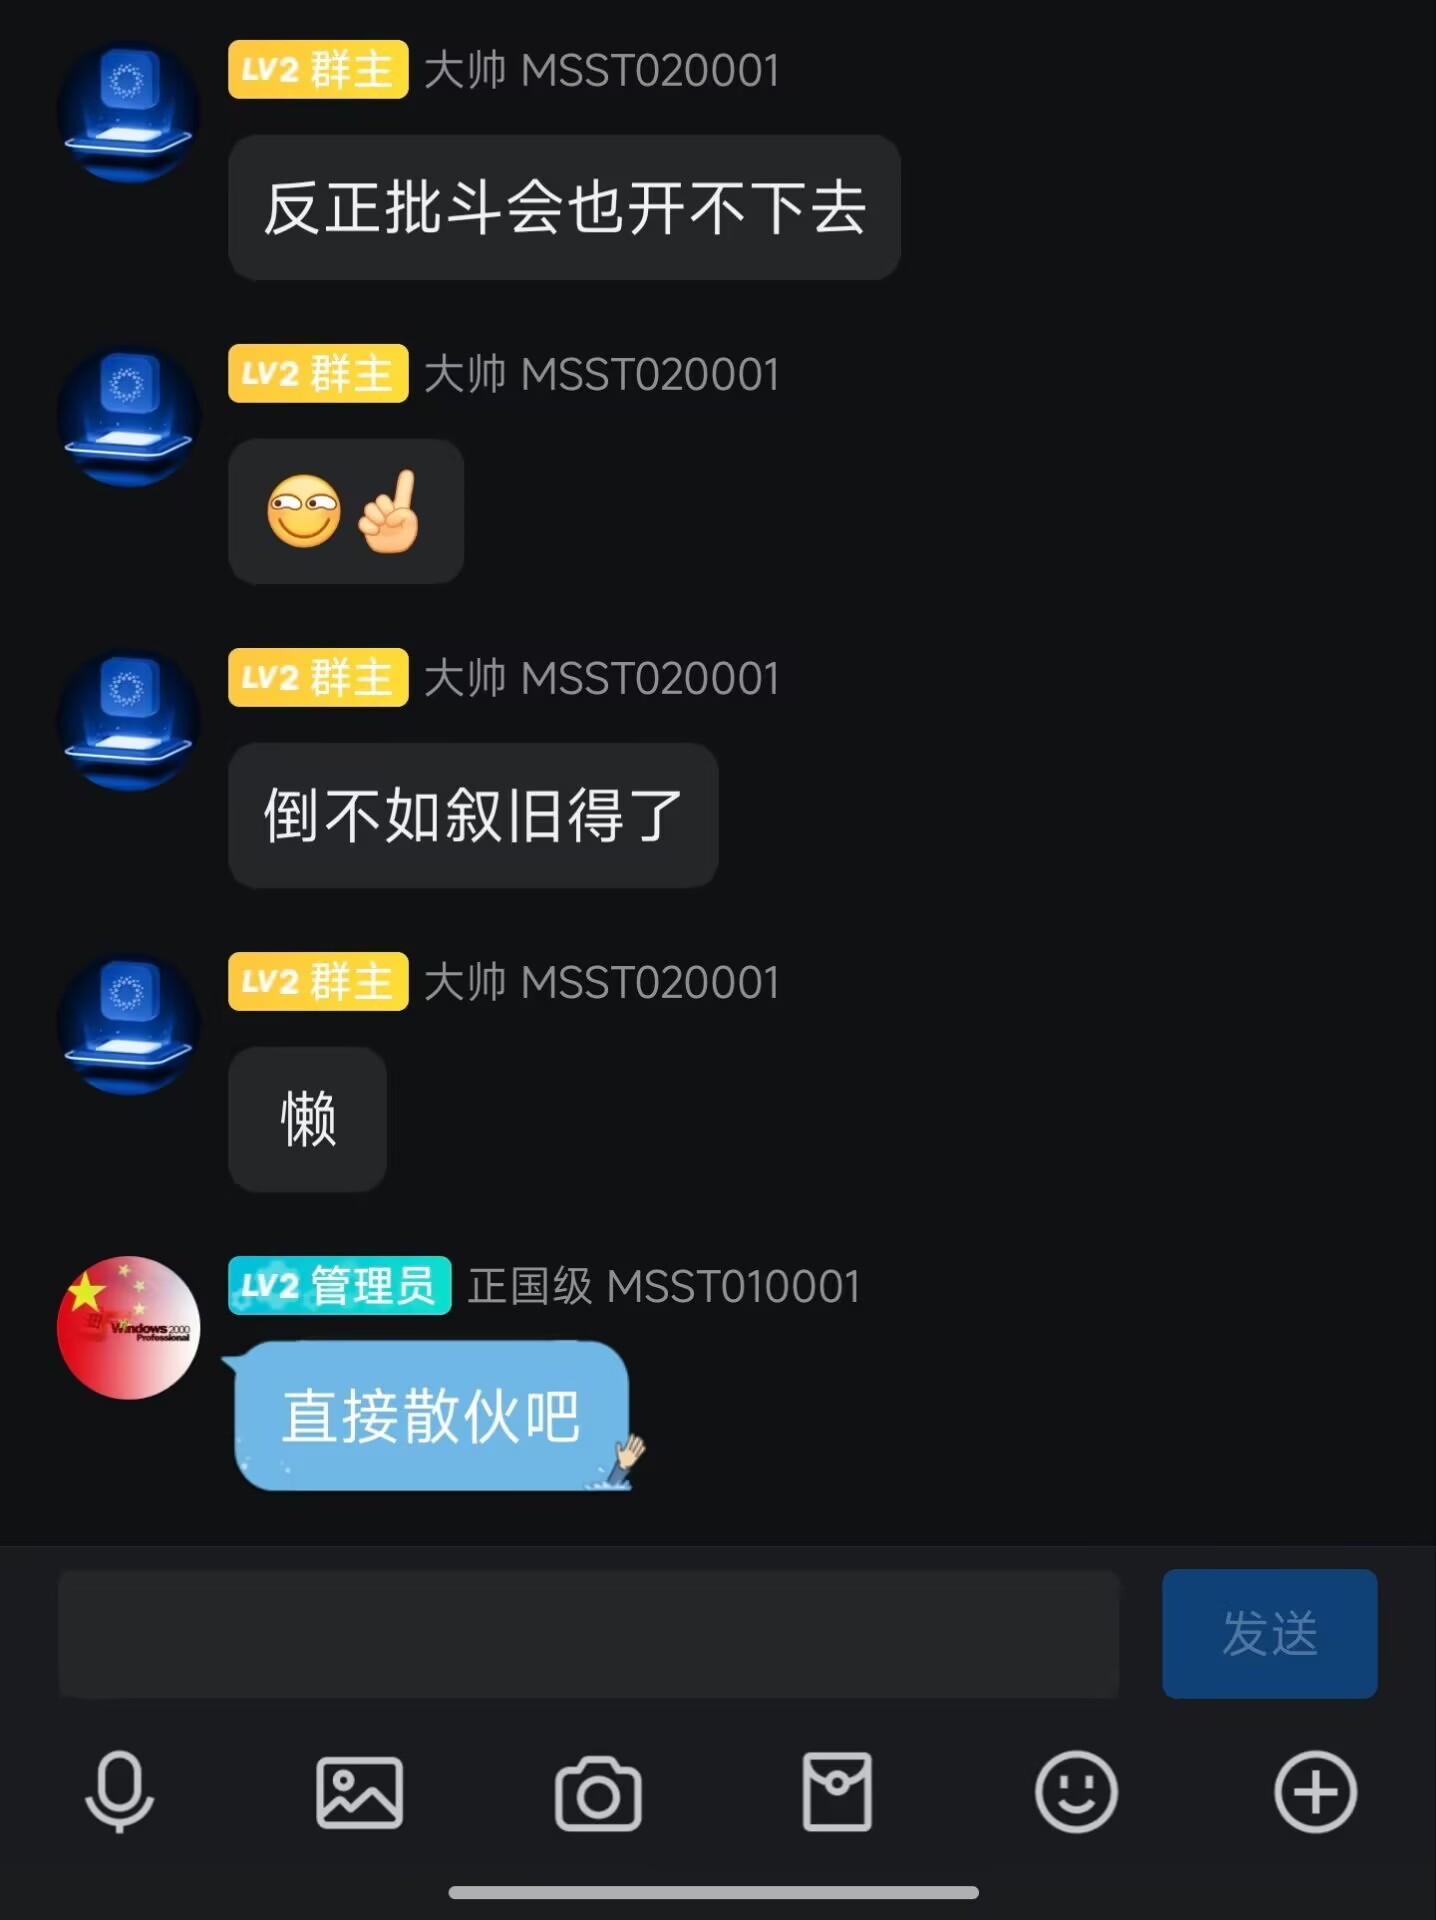 LV2 群主 大帅 MSST020001
反正批斗会也开不下去
LV2 群主 大帅 MSST020001
LV2 群主 大帅 MSST020001
倒不如叙旧得了
LV2 群主 大帅 MSST020001
懒
LV2 管理员 正国级 MSST010001
Windows 2000
Professional
直接散伙吧
发送